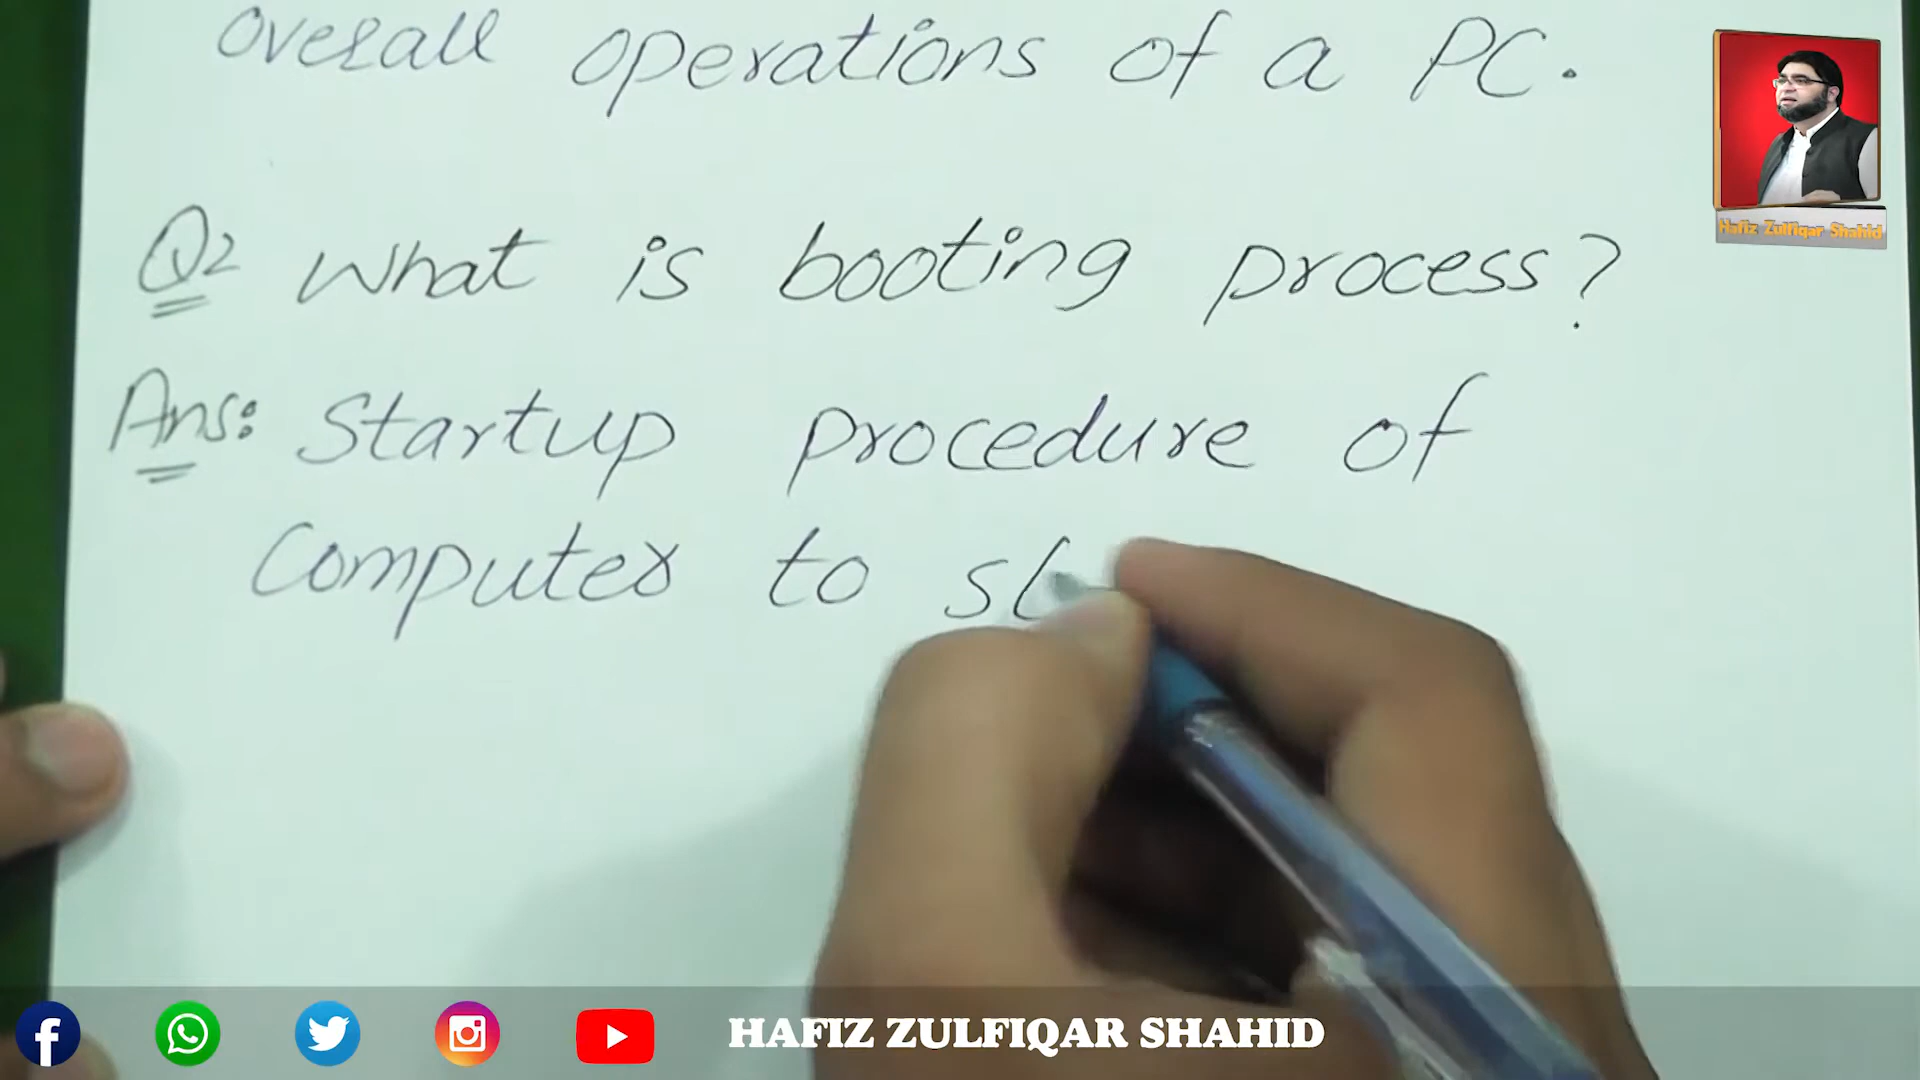 Overall operations of a PC.
Q2 What is booting process?
Ans: Startup procedure of
Computer to
Hafiz Zulfiqar Shahid
HAFIZ ZULFIQAR SHAHID